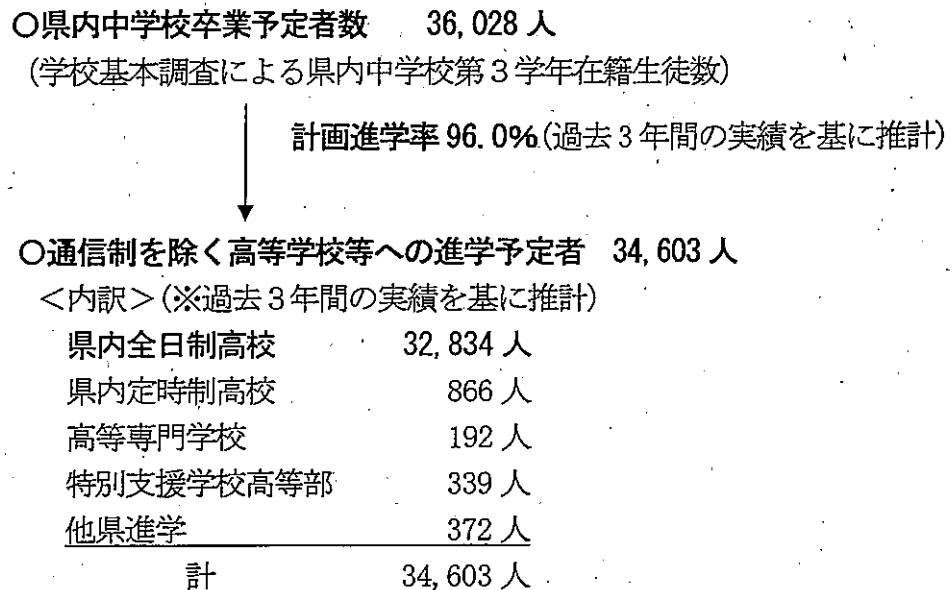 ○県内中学校卒業予定者数 36,028人
(学校基本調査による県内中学校第3学年在籍生徒数)
計画進学率96.0%(過去3年間の実績を基に推計)
○通信制を除く高等学校等への進学予定者 34,603人
<内訳>(※過去3年間の実績を基に推計)
県内全日制高校 32,834人
県内定時制高校 866人
高等専門学校 192人
特別支援学校高等部 339人
他県進学 372人
計 34,603人